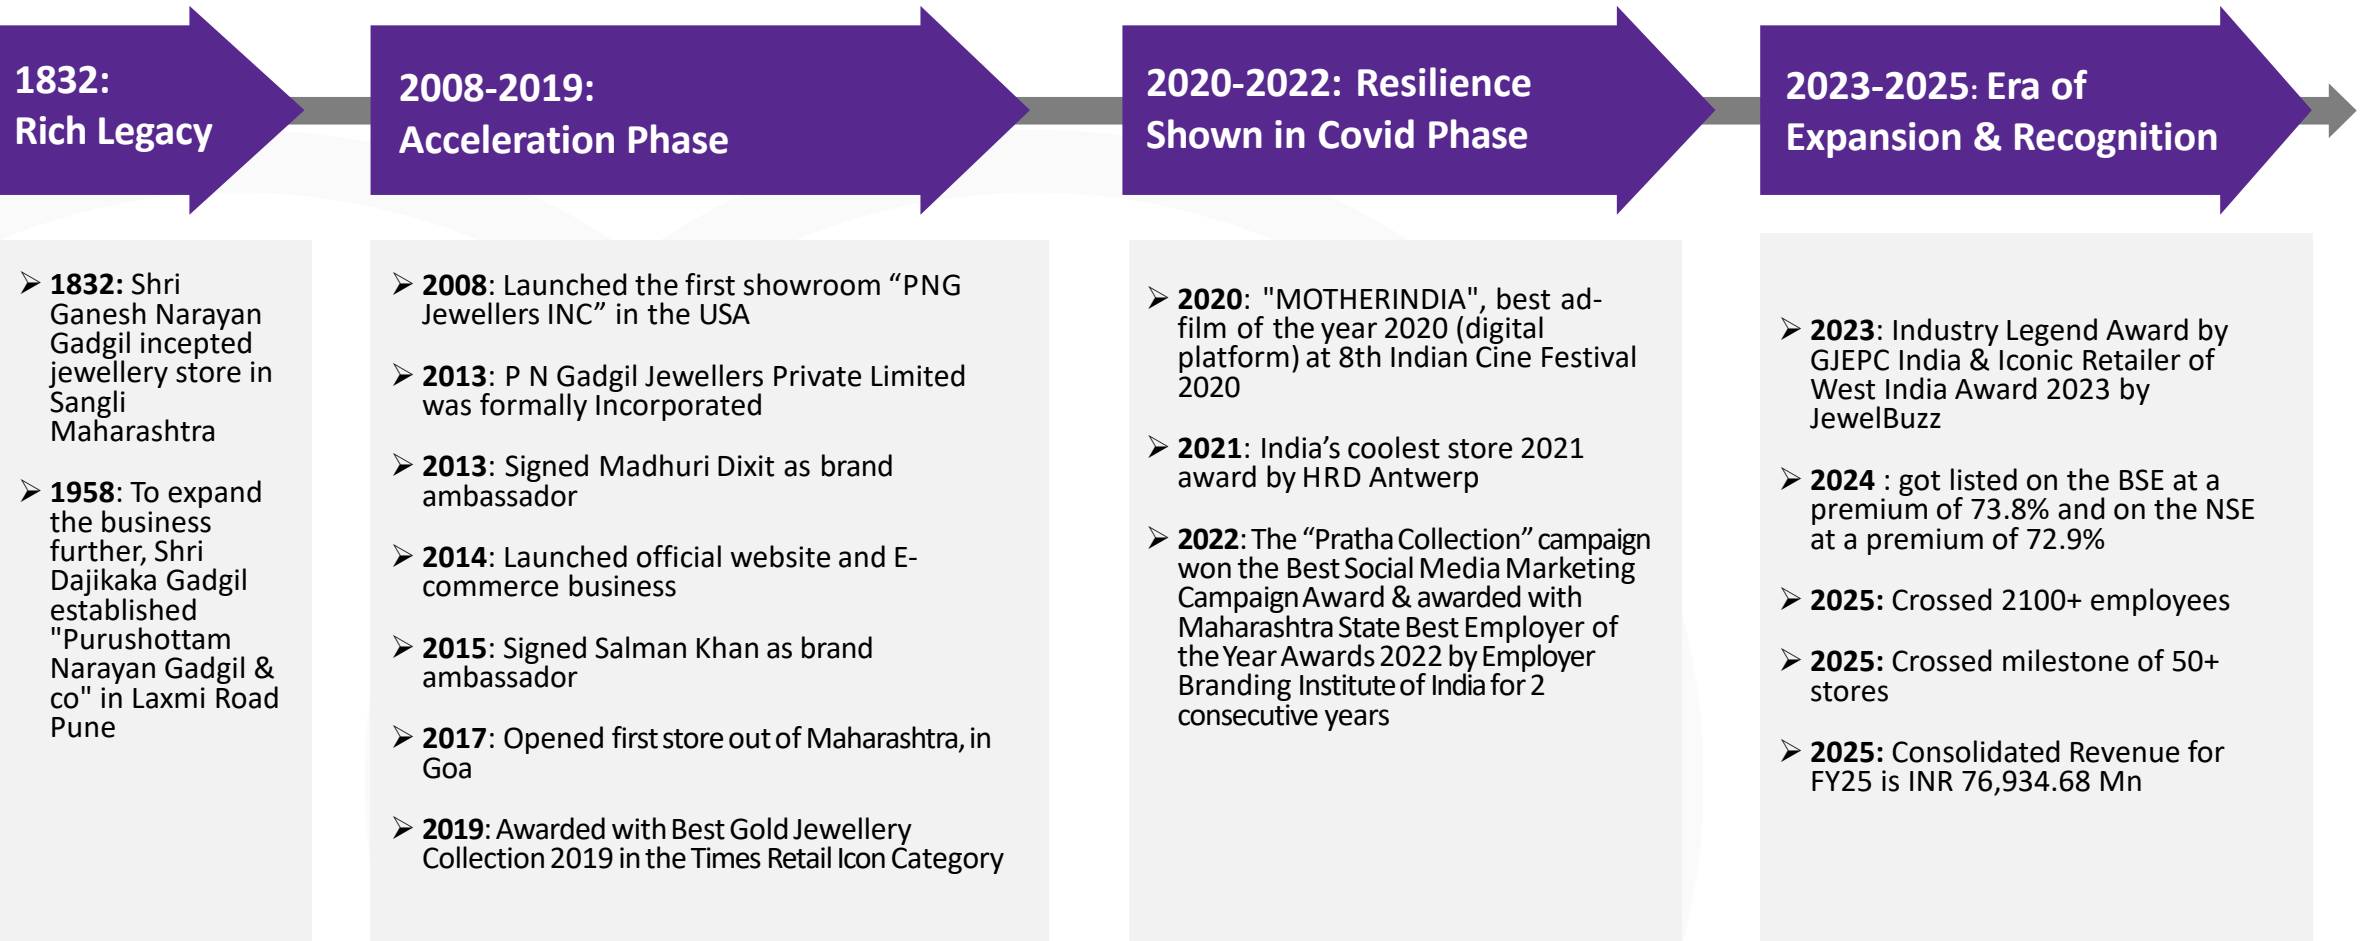 1832:
Rich Legacy
➢ 1832: Shri
Ganesh Narayan
Gadgil incepted
jewellery store in
Sangli
Maharashtra
➢ 1958: To expand
the business
further, Shri
Dajikaka Gadgil
established
"Purushottam
Narayan Gadgil &
co" in Laxmi Road
Pune
2008-2019:
Acceleration Phase
➢ 2008: Launched the first showroom “PNG
Jewellers INC” in the USA
➢ 2013: P N Gadgil Jewellers Private Limited
was formally Incorporated
➢ 2013: Signed Madhuri Dixit as brand
ambassador
➢ 2014: Launched official website and E-
commerce business
➢ 2015: Signed Salman Khan as brand
ambassador
➢ 2017: Opened first store out of Maharashtra, in
Goa
➢ 2019: Awarded with Best Gold Jewellery
Collection 2019 in the Times Retail Icon Category
2020-2022: Resilience
Shown in Covid Phase
➢ 2020: "MOTHERINDIA", best ad-
film of the year 2020 (digital
platform) at 8th Indian Cine Festival
2020
➢ 2021: India’s coolest store 2021
award by HRD Antwerp
➢ 2022: The “Pratha Collection” campaign
won the Best Social Media Marketing
Campaign Award & awarded with
Maharashtra State Best Employer of
the Year Awards 2022 by Employer
Branding Institute of India for 2
consecutive years
2023-2025: Era of
Expansion & Recognition
➢ 2023: Industry Legend Award by
GJEPC India & Iconic Retailer of
West India Award 2023 by
JewelBuzz
➢ 2024 : got listed on the BSE at a
premium of 73.8% and on the NSE
at a premium of 72.9%
➢ 2025: Crossed 2100+ employees
➢ 2025: Crossed milestone of 50+
stores
➢ 2025: Consolidated Revenue for
FY25 is INR 76,934.68 Mn